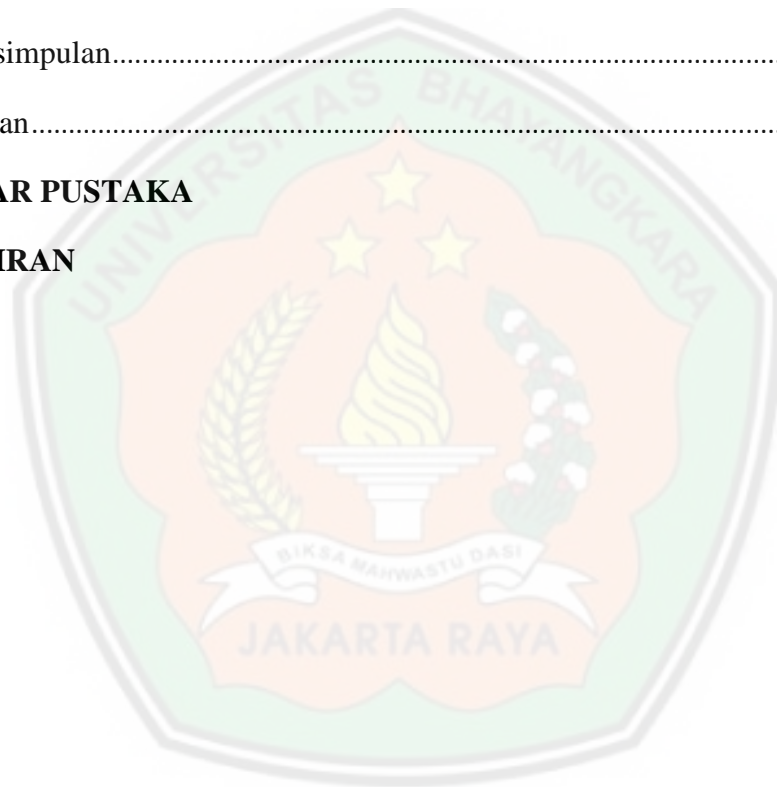 simpulan...........................................................................................
an......................................................................................................
AR PUSTAKA
IRAN
UNIVERSITAS BHAYANGKARA
BIKSA MAHWASTU DASI
JAKARTA RAYA